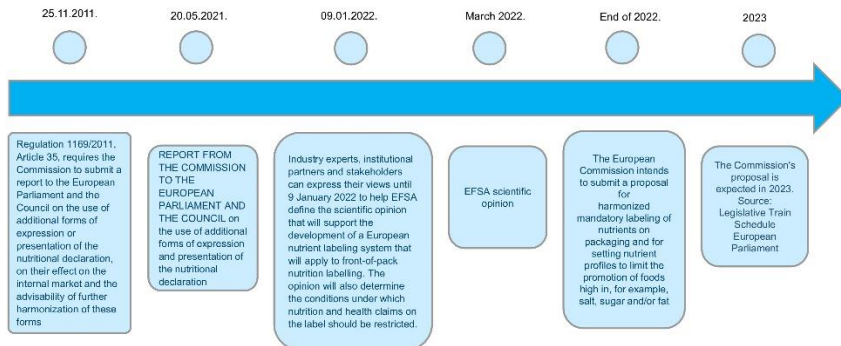 25.11.2011.
20.05.2021.
09.01.2022.
March 2022.
End of 2022.
2023
Regulation 1169/2011,
Article 35, requires the
Commission to submit a
report to the European
Parliament and the
Council on the use of
additional forms of
expression or
presentation of the
nutritional declaration,
on their effect on the
internal market and the
advisability of further
harmonization of these
forms
REPORT FROM
THE COMMISSION
TO THE
EUROPEAN
PARLIAMENT AND
THE COUNCIL on
the use of additional
forms of expression
and presentation of
the nutritional
declaration
Industry experts, institutional
partners and stakeholders
can express their views until
9 January 2022 to help EFSA
define the scientific opinion
that will support the
development of a European
nutrient labeling system that
will apply to front-of-pack
nutrition labelling. The
opinion will also determine
the conditions under which
nutrition and health claims on
the label should be restricted.
EFSA scientific
opinion
The European
Commission intends
to submit a proposal
for
harmonized
mandatory labeling of
nutrients on
packaging and for
setting nutrient
profiles to limit the
promotion of foods
high in, for example,
salt, sugar and/or fat
The Commission's
proposal is
expected in 2023.
Source:
Legislative Train
Schedule
European
Parliament